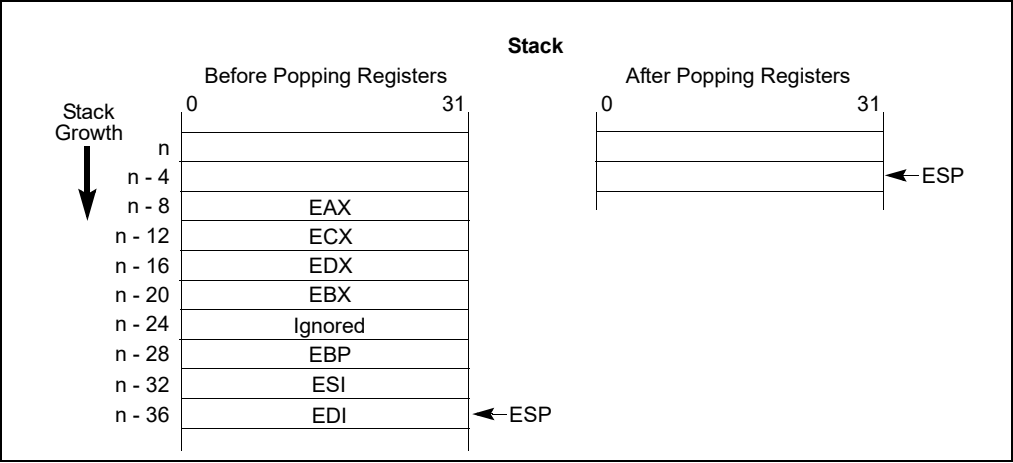 Stack
Before Popping Registers
After Popping Registers
0 31
0 31
Stack
Growth
n
n - 4
ESP
n - 8 EAX
n - 12 ECX
n - 16 EDX
n - 20 EBX
n - 24 Ignored
n - 28 EBP
n - 32 ESI
n - 36 EDI
ESP